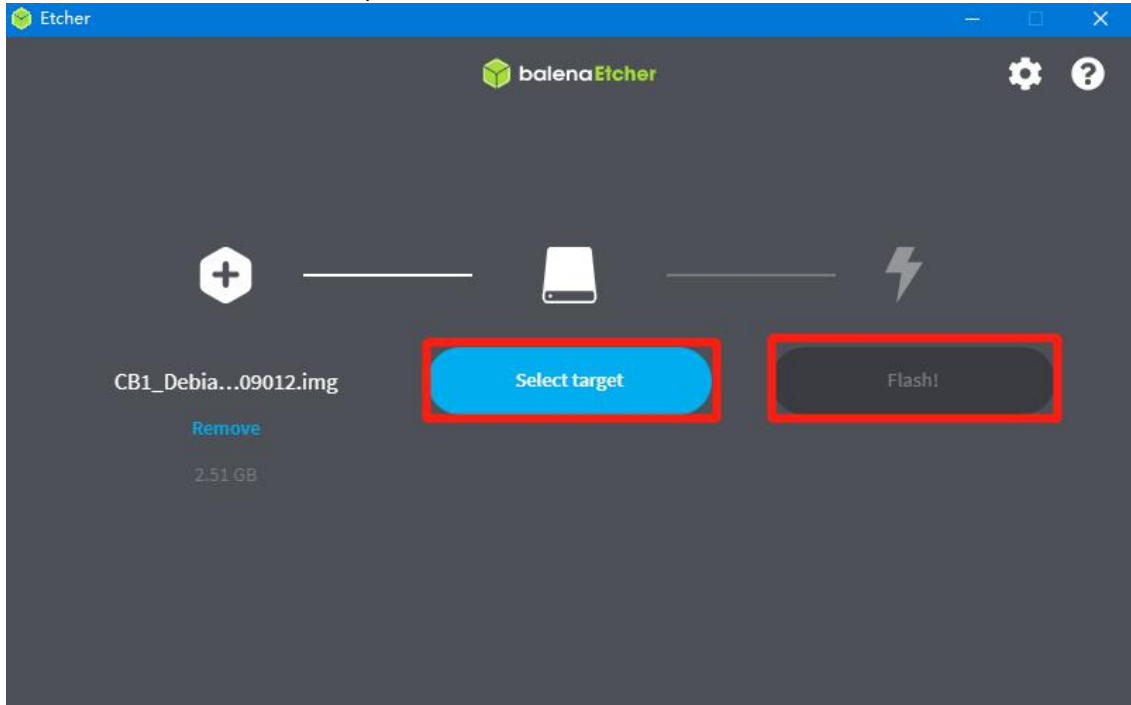 Etcher
balenaEtcher
CB1_Debia...09012.img
Select target
Flash!
Remove
2.51 GB